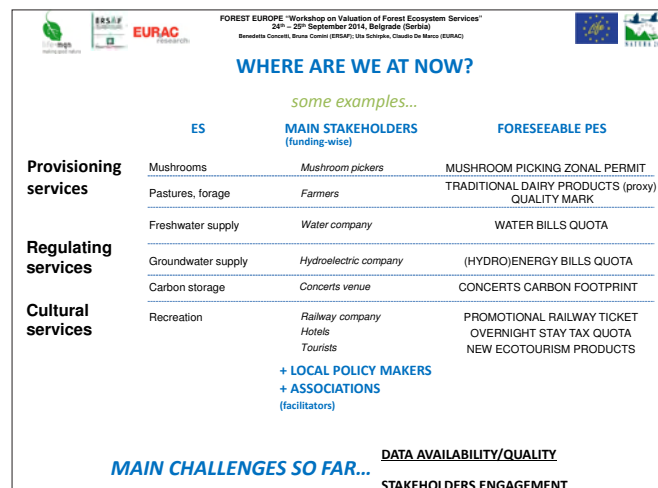 FOREST EUROPE "Workshop on Valuation of Forest Ecosystem Services"
24th – 25th September 2014, Belgrade (Serbia)
Benedetta Concetti, Bruna Comini (ERSAF); Uta Schirpke, Claudio De Marco (EURAC)
making good nature
ERSAF
EURAC
research
life
NATURA
WHERE ARE WE AT NOW?
some examples...
ES MAIN STAKEHOLDERS FORESEEABLE PES
(funding-wise)
Provisioning services
Mushrooms Mushroom pickers MUSHROOM PICKING ZONAL PERMIT
Pastures, forage Farmers TRADITIONAL DAIRY PRODUCTS (proxy)
QUALITY MARK
Freshwater supply Water company WATER BILLS QUOTA
Regulating services
Groundwater supply Hydroelectric company (HYDRO)ENERGY BILLS QUOTA
Carbon storage Concerts venue CONCERTS CARBON FOOTPRINT
Cultural services
Recreation Railway company PROMOTIONAL RAILWAY TICKET
Hotels OVERNIGHT STAY TAX QUOTA
Tourists NEW ECOTOURISM PRODUCTS
+ LOCAL POLICY MAKERS
+ ASSOCIATIONS
(facilitators)
MAIN CHALLENGES SO FAR...
DATA AVAILABILITY/QUALITY
STAKEHOLDERS ENGAGEMENT